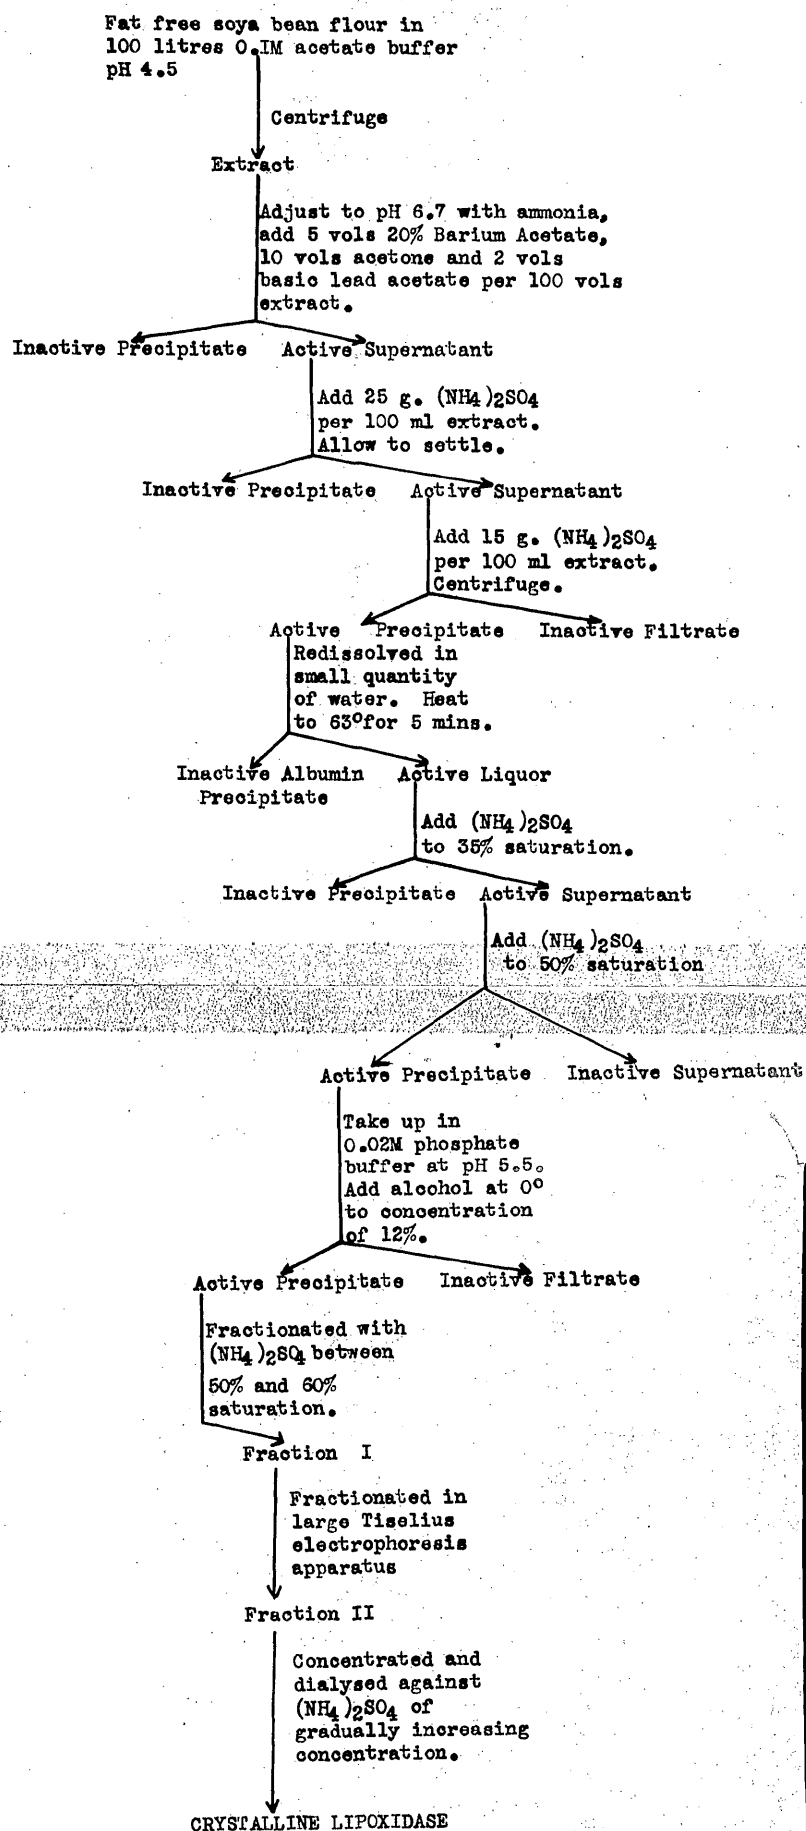 Fat free soya bean flour in
100 litres 0.IM acetate buffer
pH 4.5
Centrifuge
Extract
Adjust to pH 6.7 with ammonia,
add 5 vols 20% Barium Acetate,
10 vols acetone and 2 vols
basic lead acetate per 100 vols
extract.
Inactive Precipitate Active Supernatant
Add 25 g. (NH4)2SO4
per 100 ml extract.
Allow to settle.
Inactive Precipitate Active Supernatant
Add 15 g. (NH4)2SO4
per 100 ml extract.
Centrifuge.
Active Precipitate Inactive Filtrate
Redissolved in
small quantity
of water. Heat
to 63° for 5 mins.
Inactive Albumin Active Liquor
Precipitate
Add (NH4)2SO4
to 35% saturation.
Inactive Precipitate Active Supernatant
Add (NH4)2SO4
to 50% saturation
Active Precipitate Inactive Supernatant
Take up in
0.02M phosphate
buffer at pH 5.5.
Add alcohol at 0°
to concentration
of 12%.
Active Precipitate Inactive Filtrate
Fractionated with
(NH4)2SO4 between
50% and 60%
saturation.
Fraction I
Fractionated in
large Tiselius
electrophoresis
apparatus
Fraction II
Concentrated and
dialysed against
(NH4)2SO4 of
gradually increasing
concentration.
CRYSTALLINE LIPOXIDASE